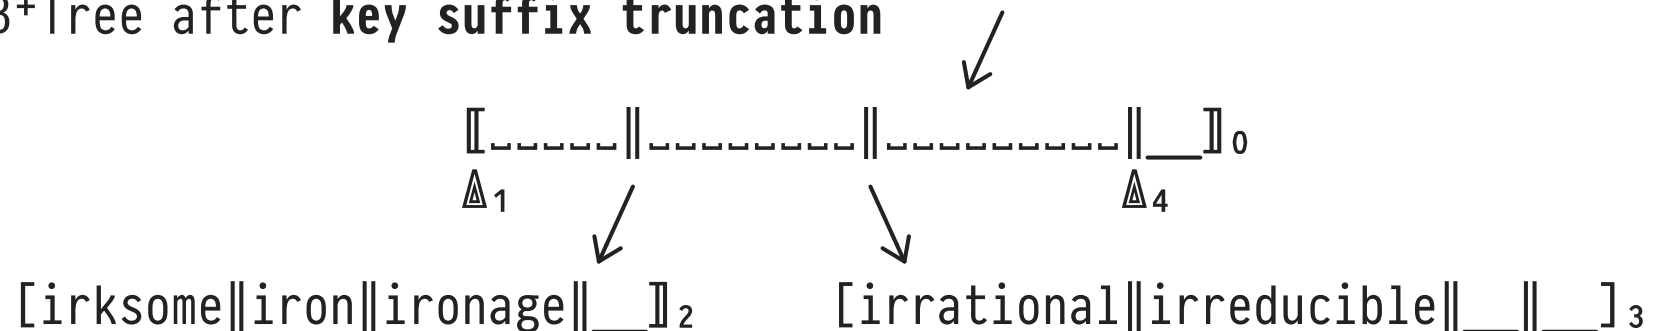 B+Tree after key suffix truncation
⟦␣␣␣␣␣‖␣␣␣␣␣␣␣␣‖␣␣␣␣␣␣␣␣␣‖__⟧0
1 4
[irksome‖iron‖ironage‖__⟧2 [irrational‖irreducible‖__‖__]3